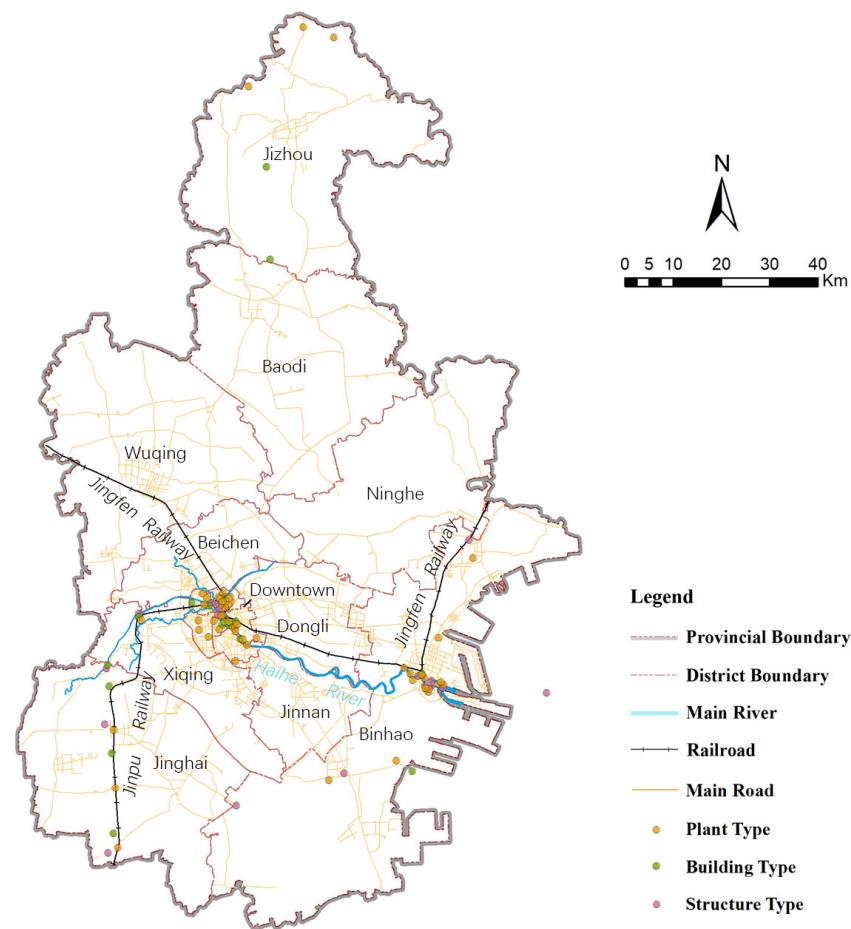 Jizhou
N
0 5 10 20 30 40
Km
Baodi
Wuqing
Ninghe
Jingfen Railway
Beichen
Jingfen Railway
Downtown
Dongli
Xiqing
Haihe River
Jinnan
Binhao
Jinpu Railway
Jinghai
Legend
Provincial Boundary
District Boundary
Main River
Railroad
Main Road
Plant Type
Building Type
Structure Type